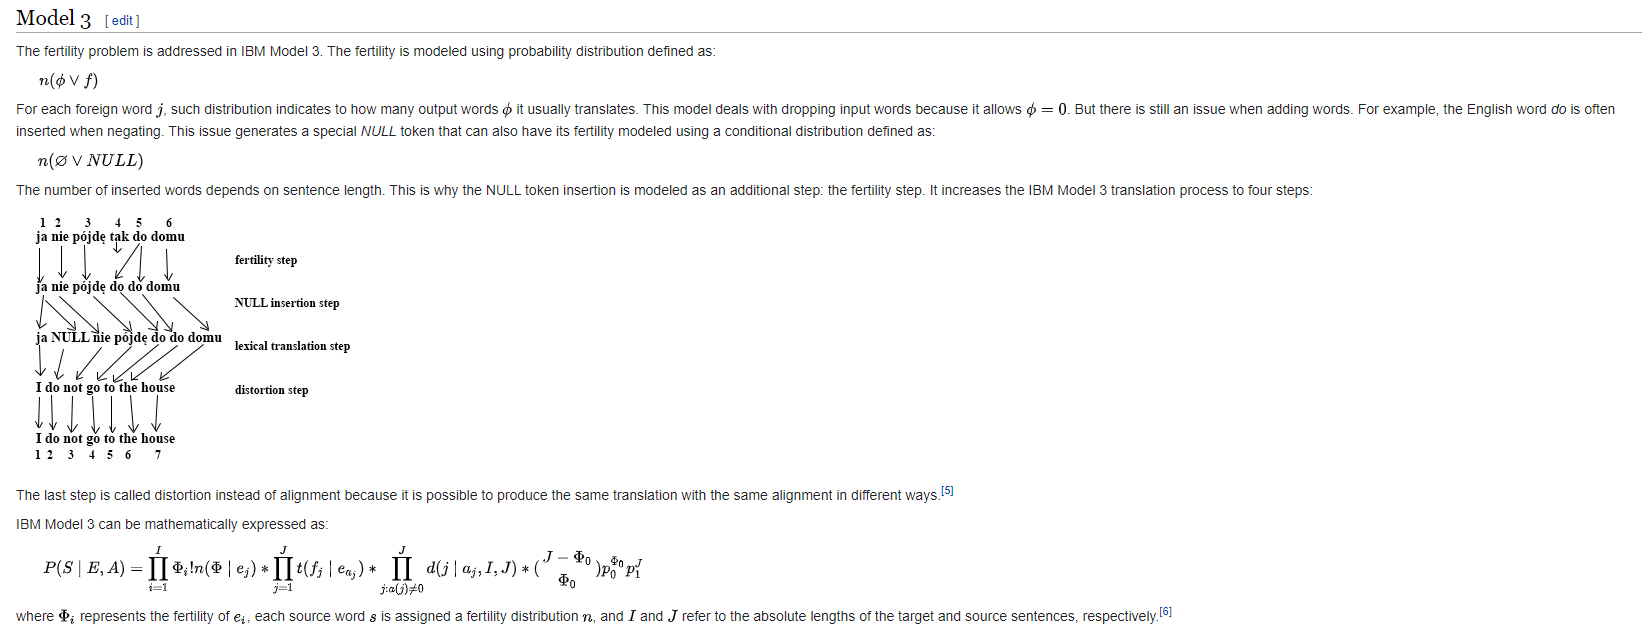 Model 3 [ edit ]
The fertility problem is addressed in IBM Model 3. The fertility is modeled using probability distribution defined as:
n(ϕ ∨ f)
For each foreign word j, such distribution indicates to how many output words ϕ it usually translates. This model deals with dropping input words because it allows ϕ = 0. But there is still an issue when adding words. For example, the English word do is often
inserted when negating. This issue generates a special NULL token that can also have its fertility modeled using a conditional distribution defined as:
n(∅ ∨ NULL)
The number of inserted words depends on sentence length. This is why the NULL token insertion is modeled as an additional step: the fertility step. It increases the IBM Model 3 translation process to four steps:
1 2 3 4 5 6
ja nie pójdę tak do domu
fertility step
ja nie pójdę do do domu
NULL insertion step
ja NULL nie pójdę do do domu
lexical translation step
I do not go to the house
distortion step
I do not go to the house
1 2 3 4 5 6 7
The last step is called distortion instead of alignment because it is possible to produce the same translation with the same alignment in different ways.[5]
IBM Model 3 can be mathematically expressed as:
P(S | E, A) = ∏_{i=1}^{I} Φ_i!n(Φ | e_j) * ∏_{j=1}^{J} t(f_j | e_{a_j}) * ∏_{j:a(j)≠0}^{J} d(j | a_j, I, J) * (J − Φ_0 Φ_0) p_0^{Φ_0} p_1^J
where Φ_i represents the fertility of e_i, each source word s is assigned a fertility distribution n, and I and J refer to the absolute lengths of the target and source sentences, respectively.[6]